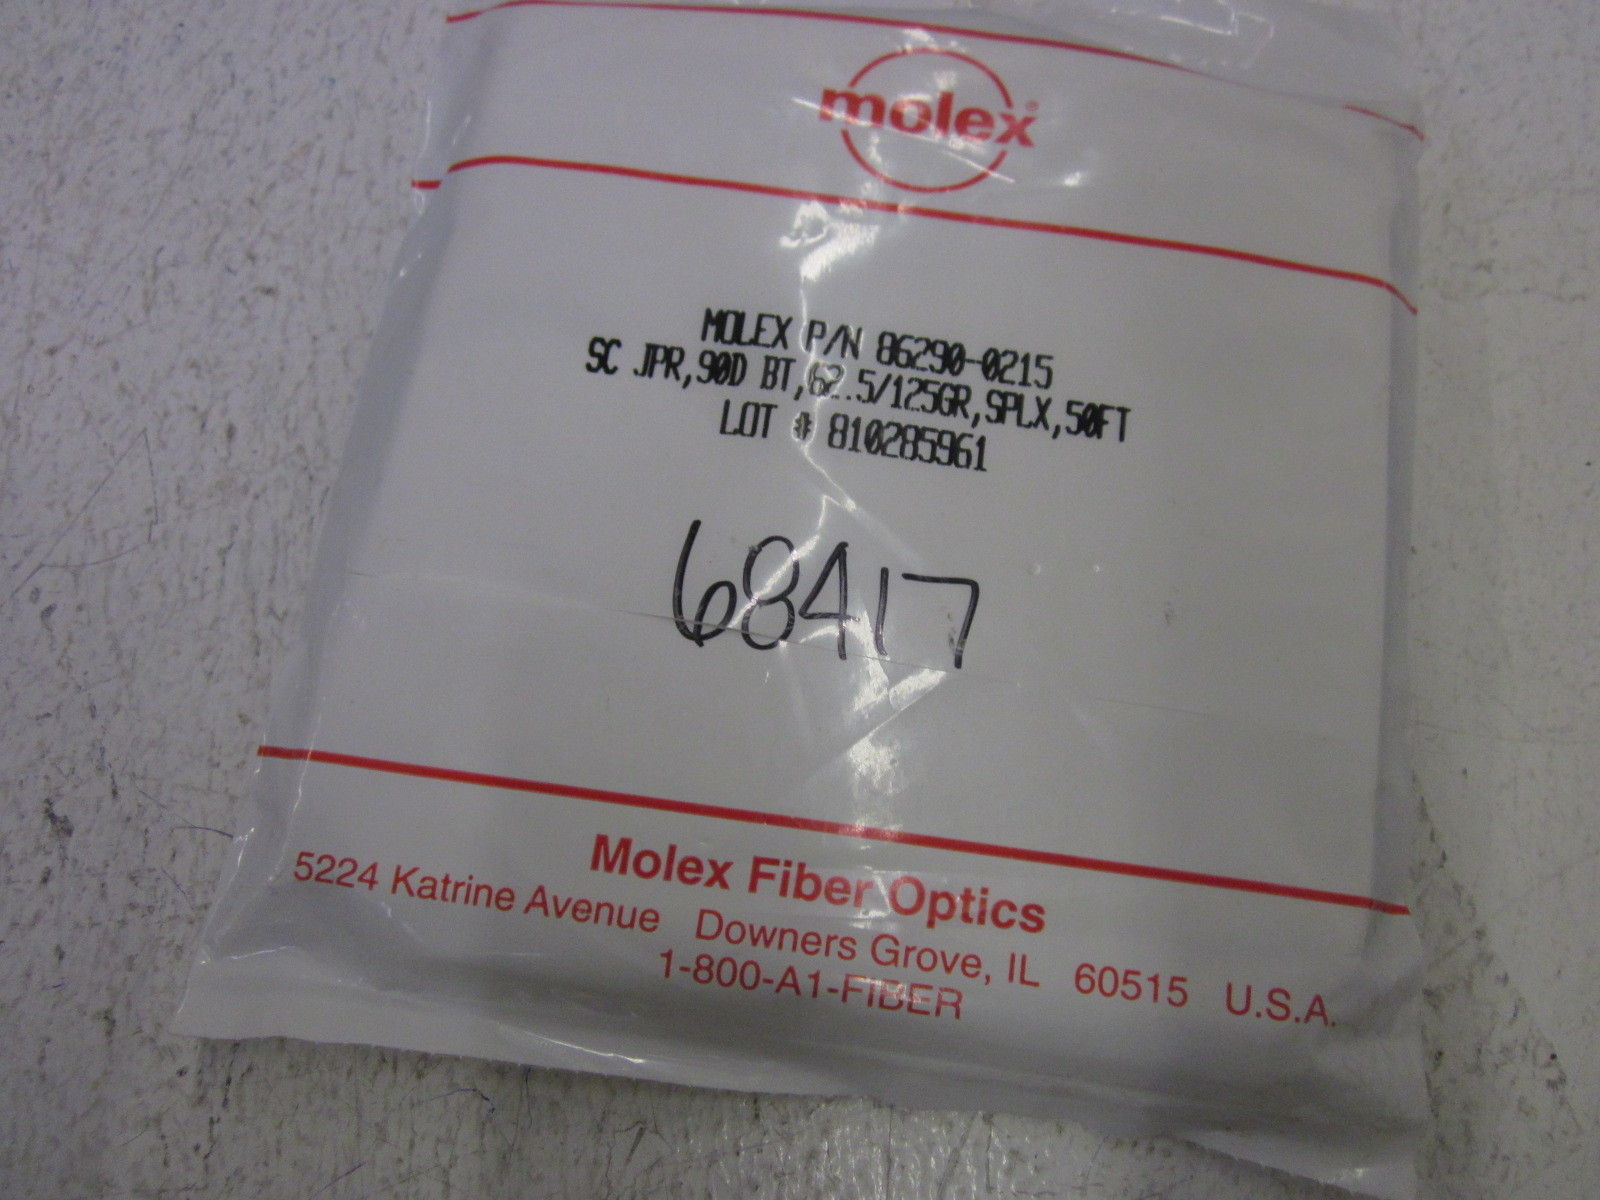 molex®
MOLEX P/N 86290-0215
SC JPR,90D BT,62.5/125GR,SPLX,50FT
LOT # 810285961
68417
Molex Fiber Optics
5224 Katrine Avenue Downers Grove, IL 60515 U.S.A.
1-800-A1-FIBER